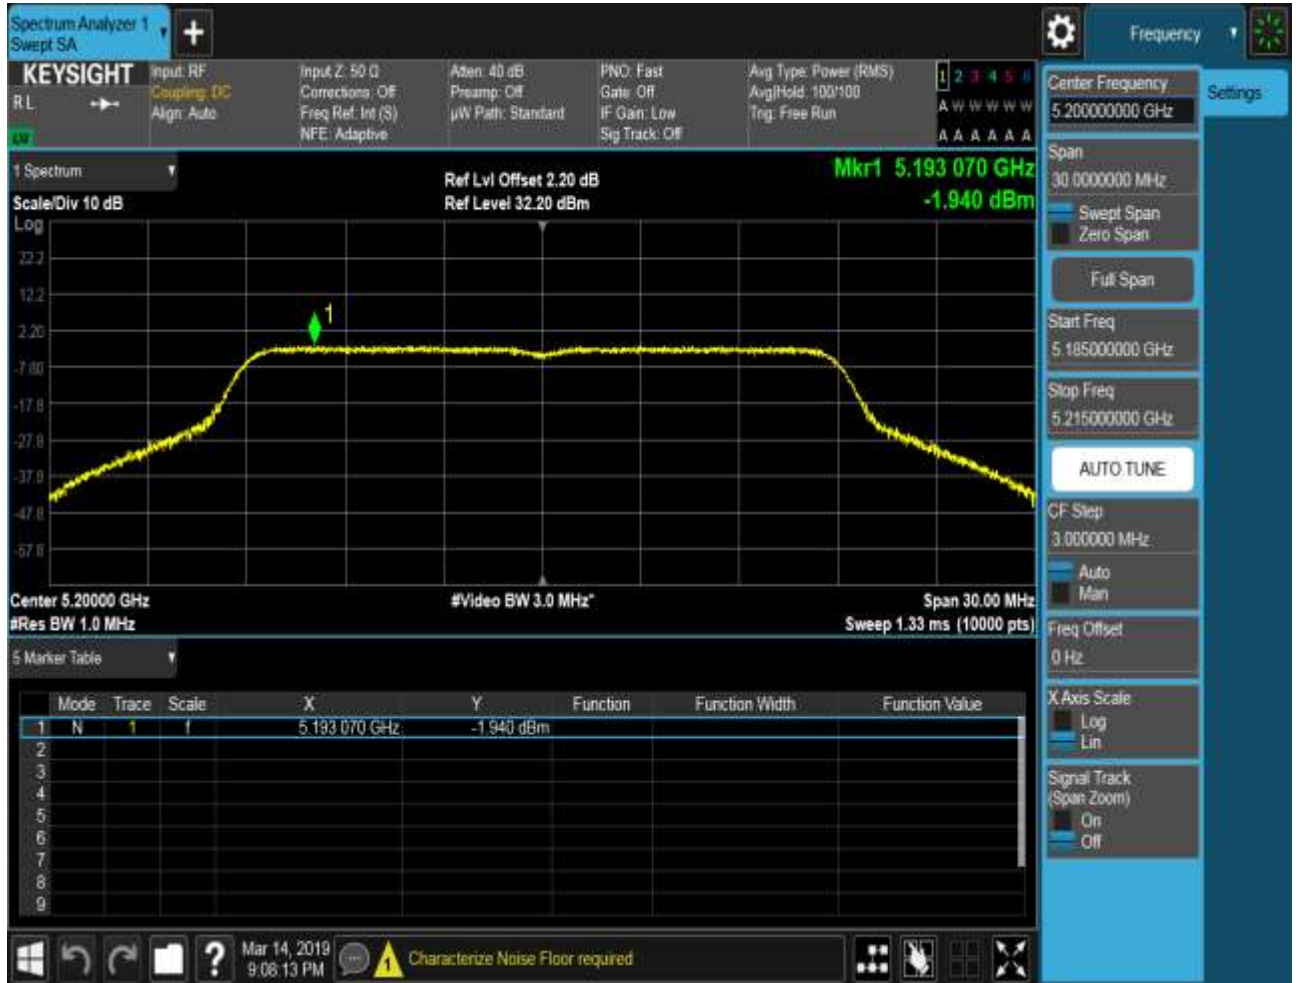 Spectrum Analyzer 1
Swept SA
+
Frequency
KEYSIGHT
R L
Input: RF
Coupling: DC
Align: Auto
Input Z: 50 Ω
Corrections: Off
Freq Ref: Int (S)
NFE: Adaptive
Atten: 40 dB
Preamp: Off
µW Path: Standard
PNO: Fast
Gate: Off
IF Gain: Low
Sig Track: Off
Avg Type: Power (RMS)
Avg|Hold: 100/100
Trig: Free Run
1 2 3 4 5 6
A W W W W W
A A A A A A
1 Spectrum
Scale/Div 10 dB
Ref Lvl Offset 2.20 dB
Ref Level 32.20 dBm
Mkr1 5.193 070 GHz
-1.940 dBm
Log
22.2
12.2
2.20
-7.80
-17.8
-27.8
-37.8
-47.8
-57.8
1
Center 5.20000 GHz
#Res BW 1.0 MHz
#Video BW 3.0 MHz*
Span 30.00 MHz
Sweep 1.33 ms (10000 pts)
5 Marker Table
Mode Trace Scale X Y Function Function Width Function Value
1 N 1 f 5.193 070 GHz -1.940 dBm
2
3
4
5
6
7
8
9
Mar 14, 2019
9:08:13 PM
?
1
Characterize Noise Floor required
Center Frequency
5.200000000 GHz
Settings
Span
30.0000000 MHz
Swept Span
Zero Span
Full Span
Start Freq
5.185000000 GHz
Stop Freq
5.215000000 GHz
AUTO TUNE
CF Step
3.000000 MHz
Auto
Man
Freq Offset
0 Hz
X Axis Scale
Log
Lin
Signal Track
(Span Zoom)
On
Off